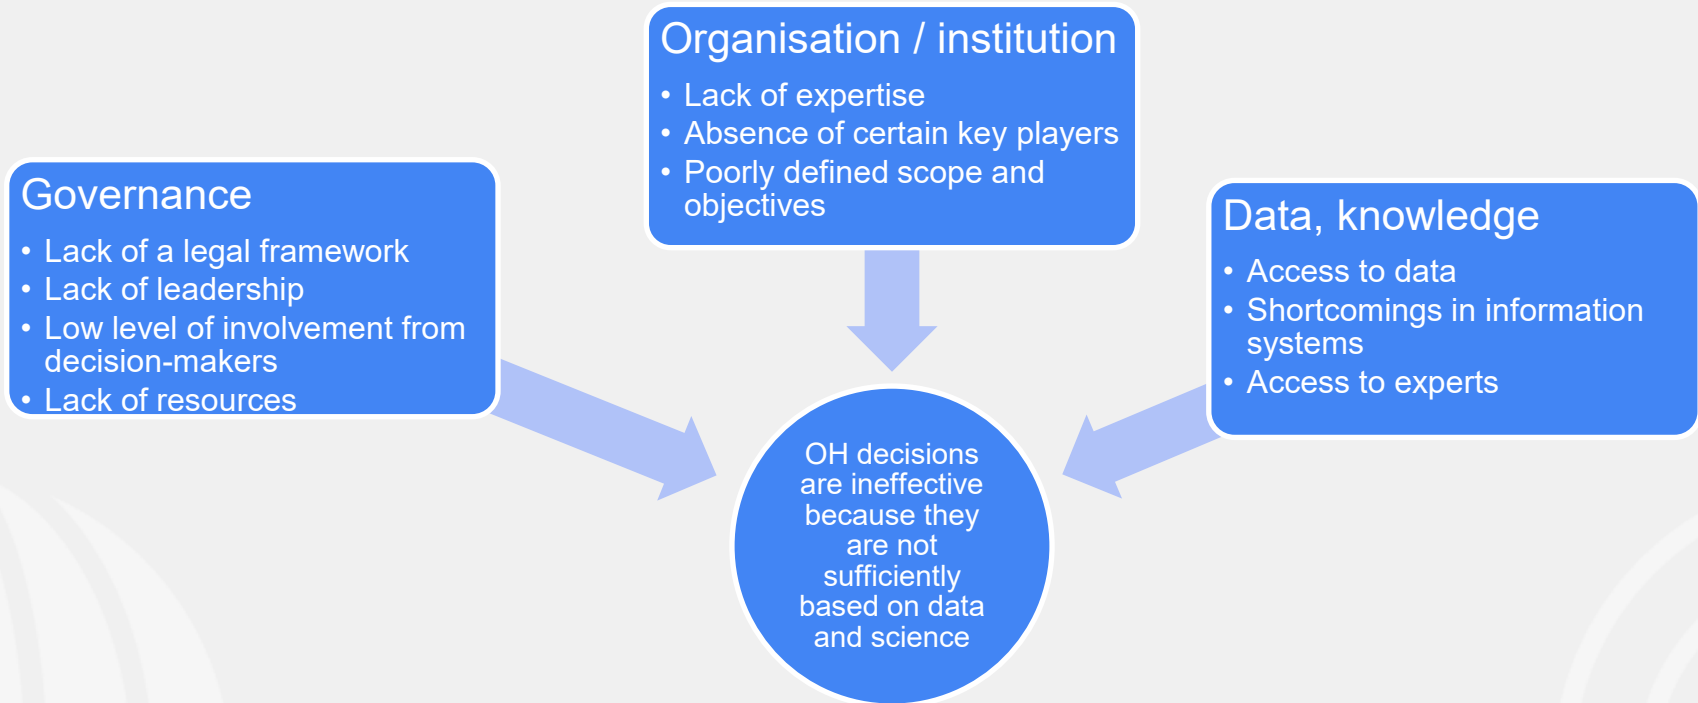 Organisation / institution
• Lack of expertise
• Absence of certain key players
• Poorly defined scope and
objectives
Governance
• Lack of a legal framework
• Lack of leadership
• Low level of involvement from
decision-makers
• Lack of resources
Data, knowledge
• Access to data
• Shortcomings in information
systems
• Access to experts
OH decisions
are ineffective
because they
are not
sufficiently
based on data
and science